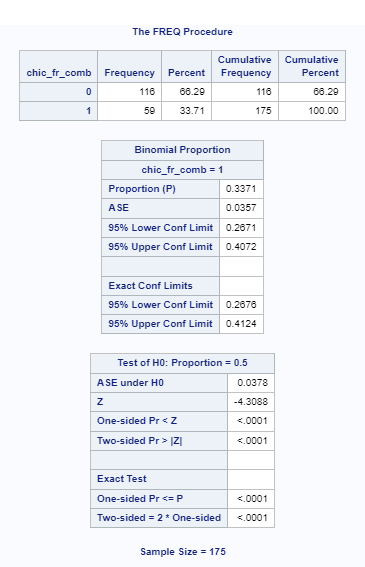 The FREQ Procedure
Cumulative Cumulative
chic_fr_comb Frequency Percent Frequency Percent
0 116 66.29 116 66.29
1 59 33.71 175 100.00
Binomial Proportion
chic_fr_comb = 1
Proportion (P) 0.3371
ASE 0.0357
95% Lower Conf Limit 0.2671
95% Upper Conf Limit 0.4072
Exact Conf Limits
95% Lower Conf Limit 0.2676
95% Upper Conf Limit 0.4124
Test of H0: Proportion = 0.5
ASE under H0 0.0378
Z -4.3088
One-sided Pr < Z <.0001
Two-sided Pr > |Z| <.0001
Exact Test
One-sided Pr <= P <.0001
Two-sided = 2 * One-sided <.0001
Sample Size = 175